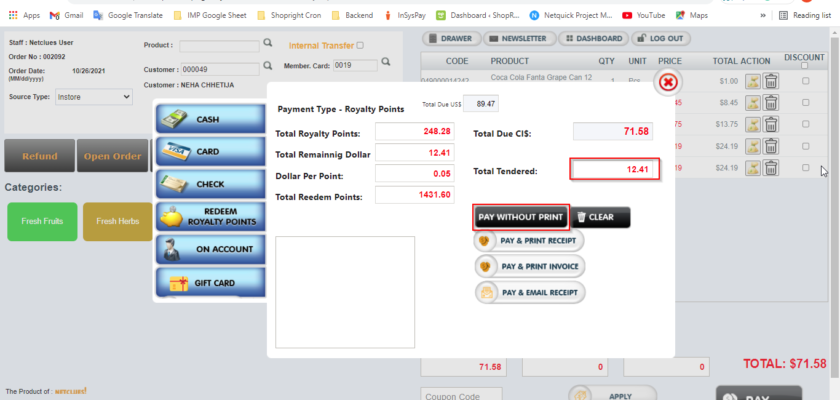 Apps Gmail Google Translate IMP Google Sheet Shopright Cron Backend InSysPay Dashboard ‹ ShopR... Netquick Project M... YouTube Maps » Reading list
Staff : Netclues User
Order No : 002092
Order Date: 10/26/2021
(MM/dd/yyyy)
Source Type: Instore
Product :
Customer : 000049
Customer : NEHA CHHETIJA
Internal Transfer
Member. Card: 0019
DRAWER NEWSLETTER DASHBOARD LOG OUT
CODE PRODUCT QTY UNIT PRICE TOTAL ACTION DISCOUNT
Coca Cola Fanta Grape Can 12 1 $1.00
45 $8.45
75 $13.75
19 $24.19
19 $24.19
Refund Open Order
Categories:
Fresh Fruits Fresh Herbs
CASH
VISA CARD
CHECK
REDEEM
ROYALTY POINTS
ON ACCOUNT
GIFT CARD
Payment Type - Royalty Points Total Due US$ 89.47
Total Royalty Points: 248.28
Total Remainnig Dollar 12.41
Dollar Per Point: 0.05
Total Reedem Points: 1431.60
Total Due CI$: 71.58
Total Tendered: 12.41
PAY WITHOUT PRINT CLEAR
PAY & PRINT RECEIPT
PAY & PRINT INVOICE
PAY & EMAIL RECEIPT
71.58 0 0 TOTAL: $71.58
Coupon Code APPLY PAY
The Product of : netclues!